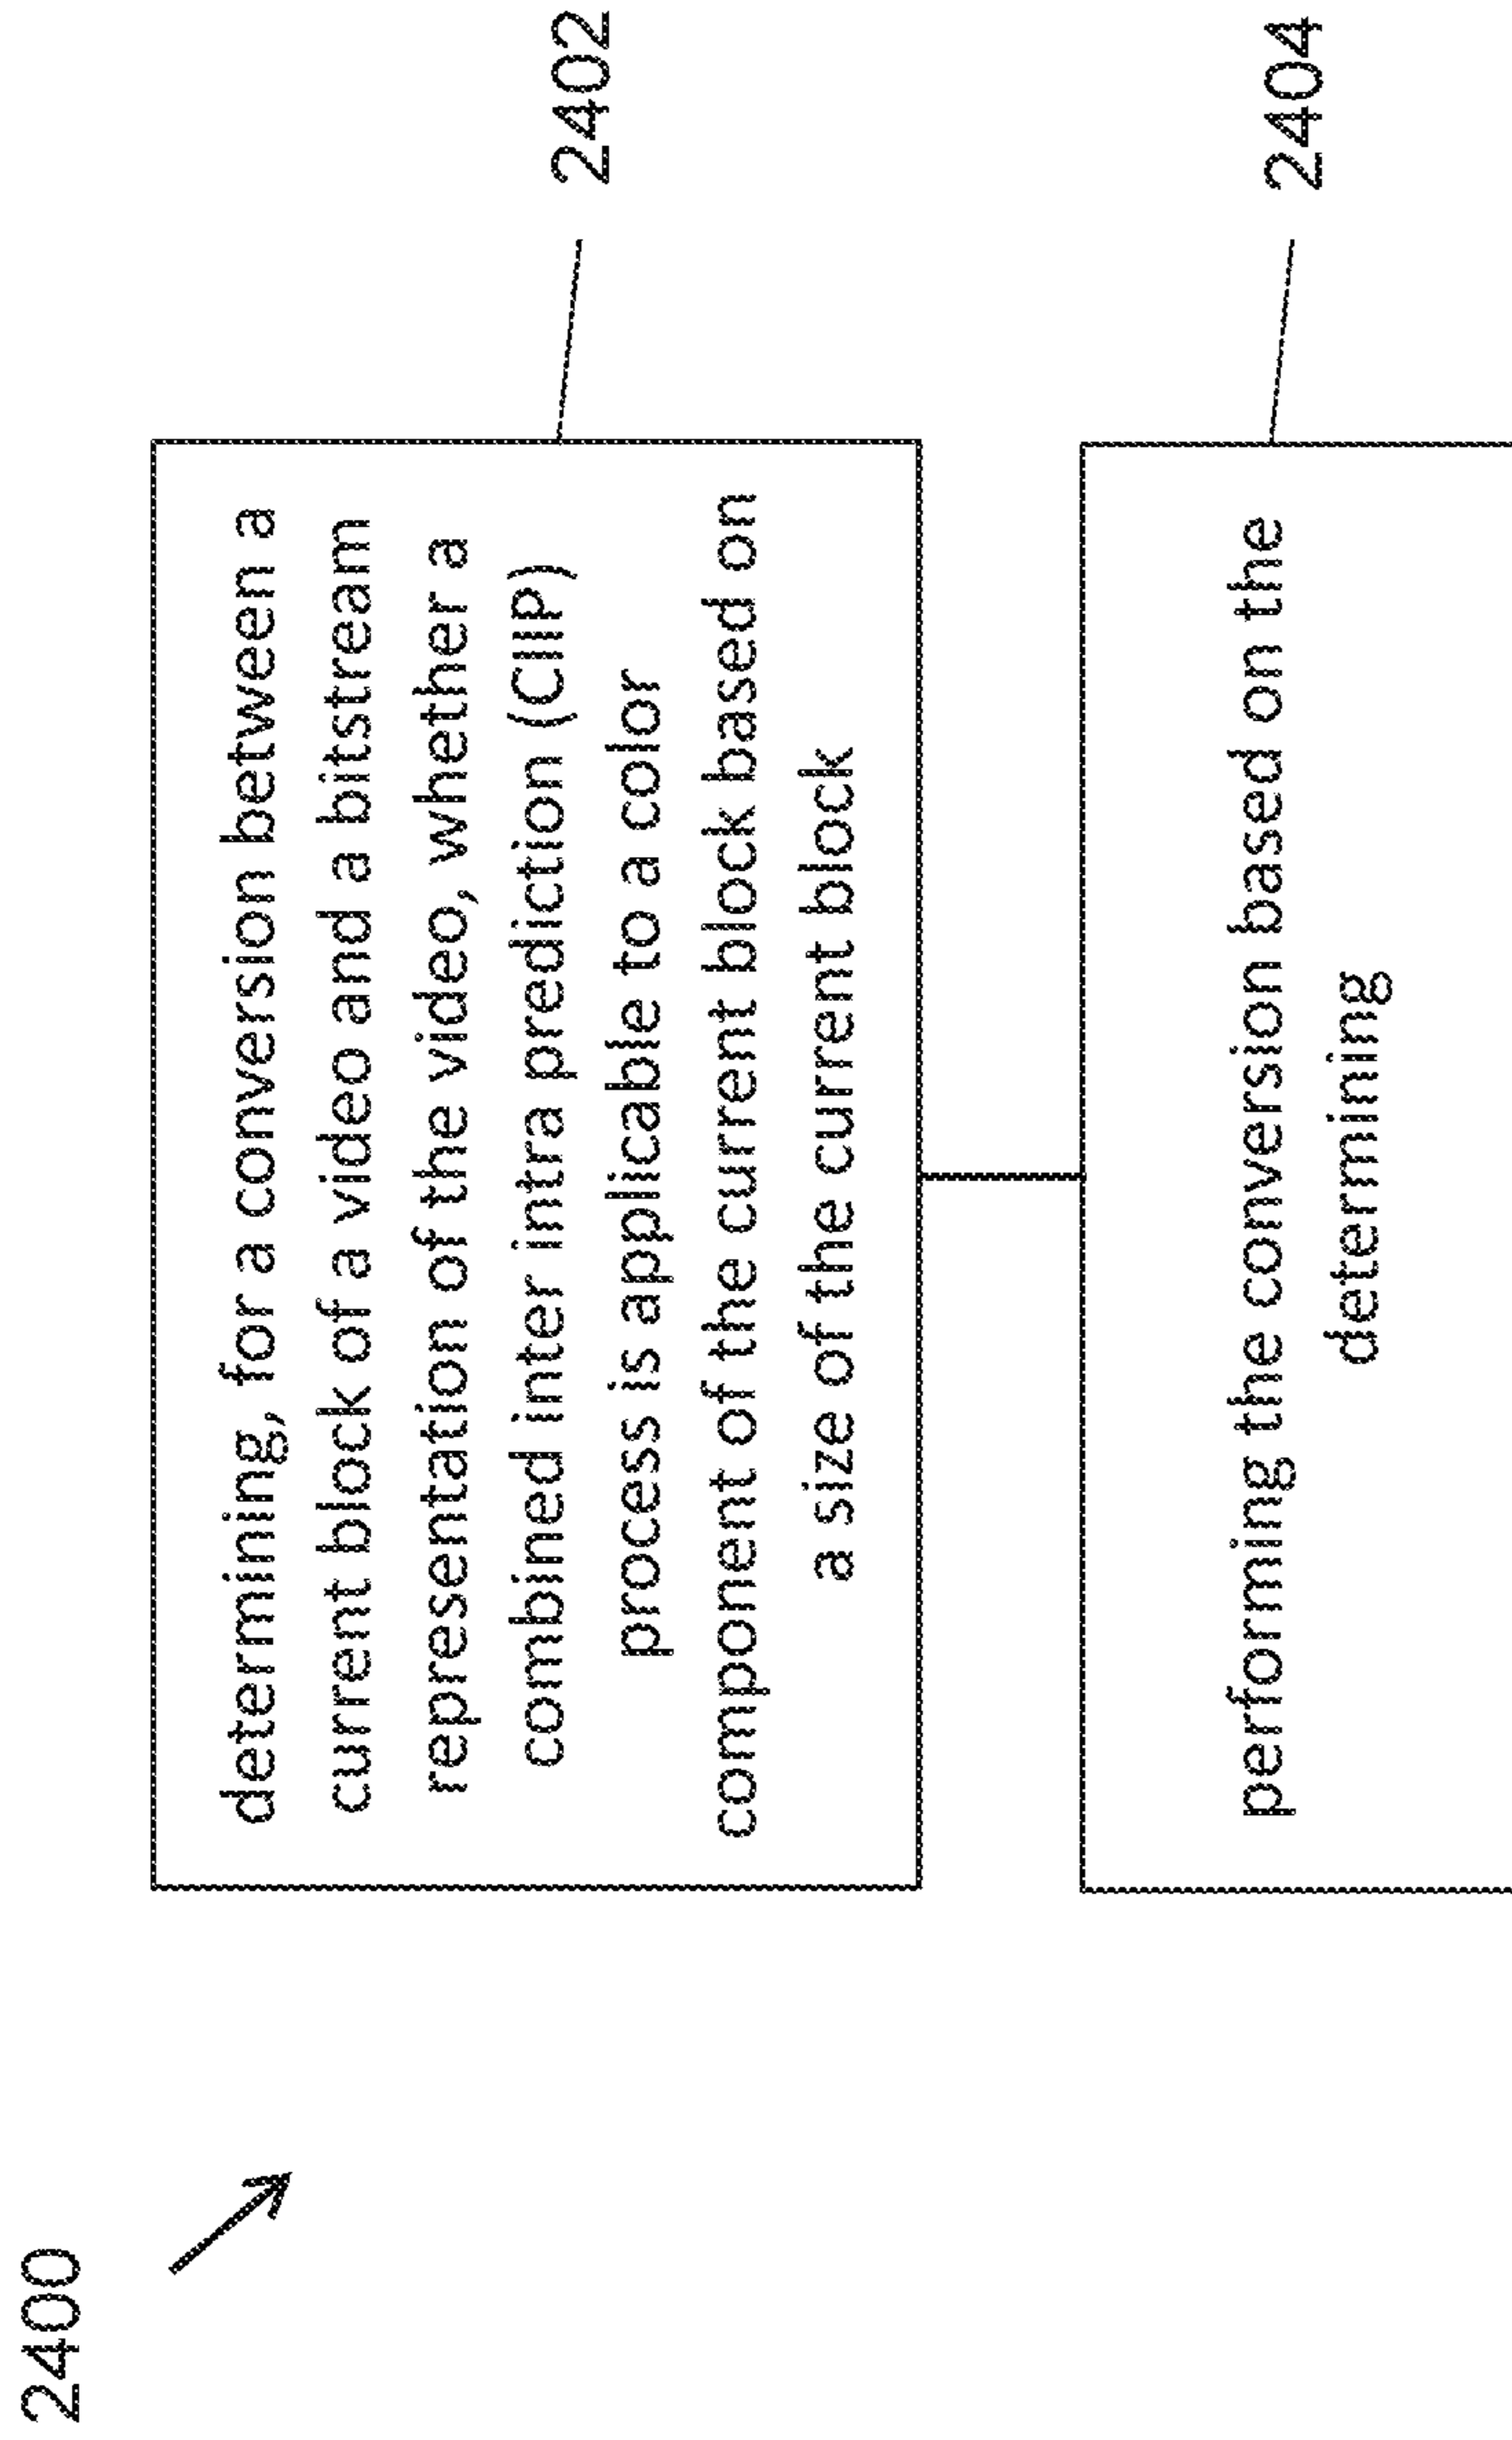 2400
determining, for a conversion between a
current block of a video and a bitstream
representation of the video, whether a
combined inter intra prediction (CIIP)
process is applicable to a color
component of the current block based on
a size of the current block
2402
performing the conversion based on the
determining
2404